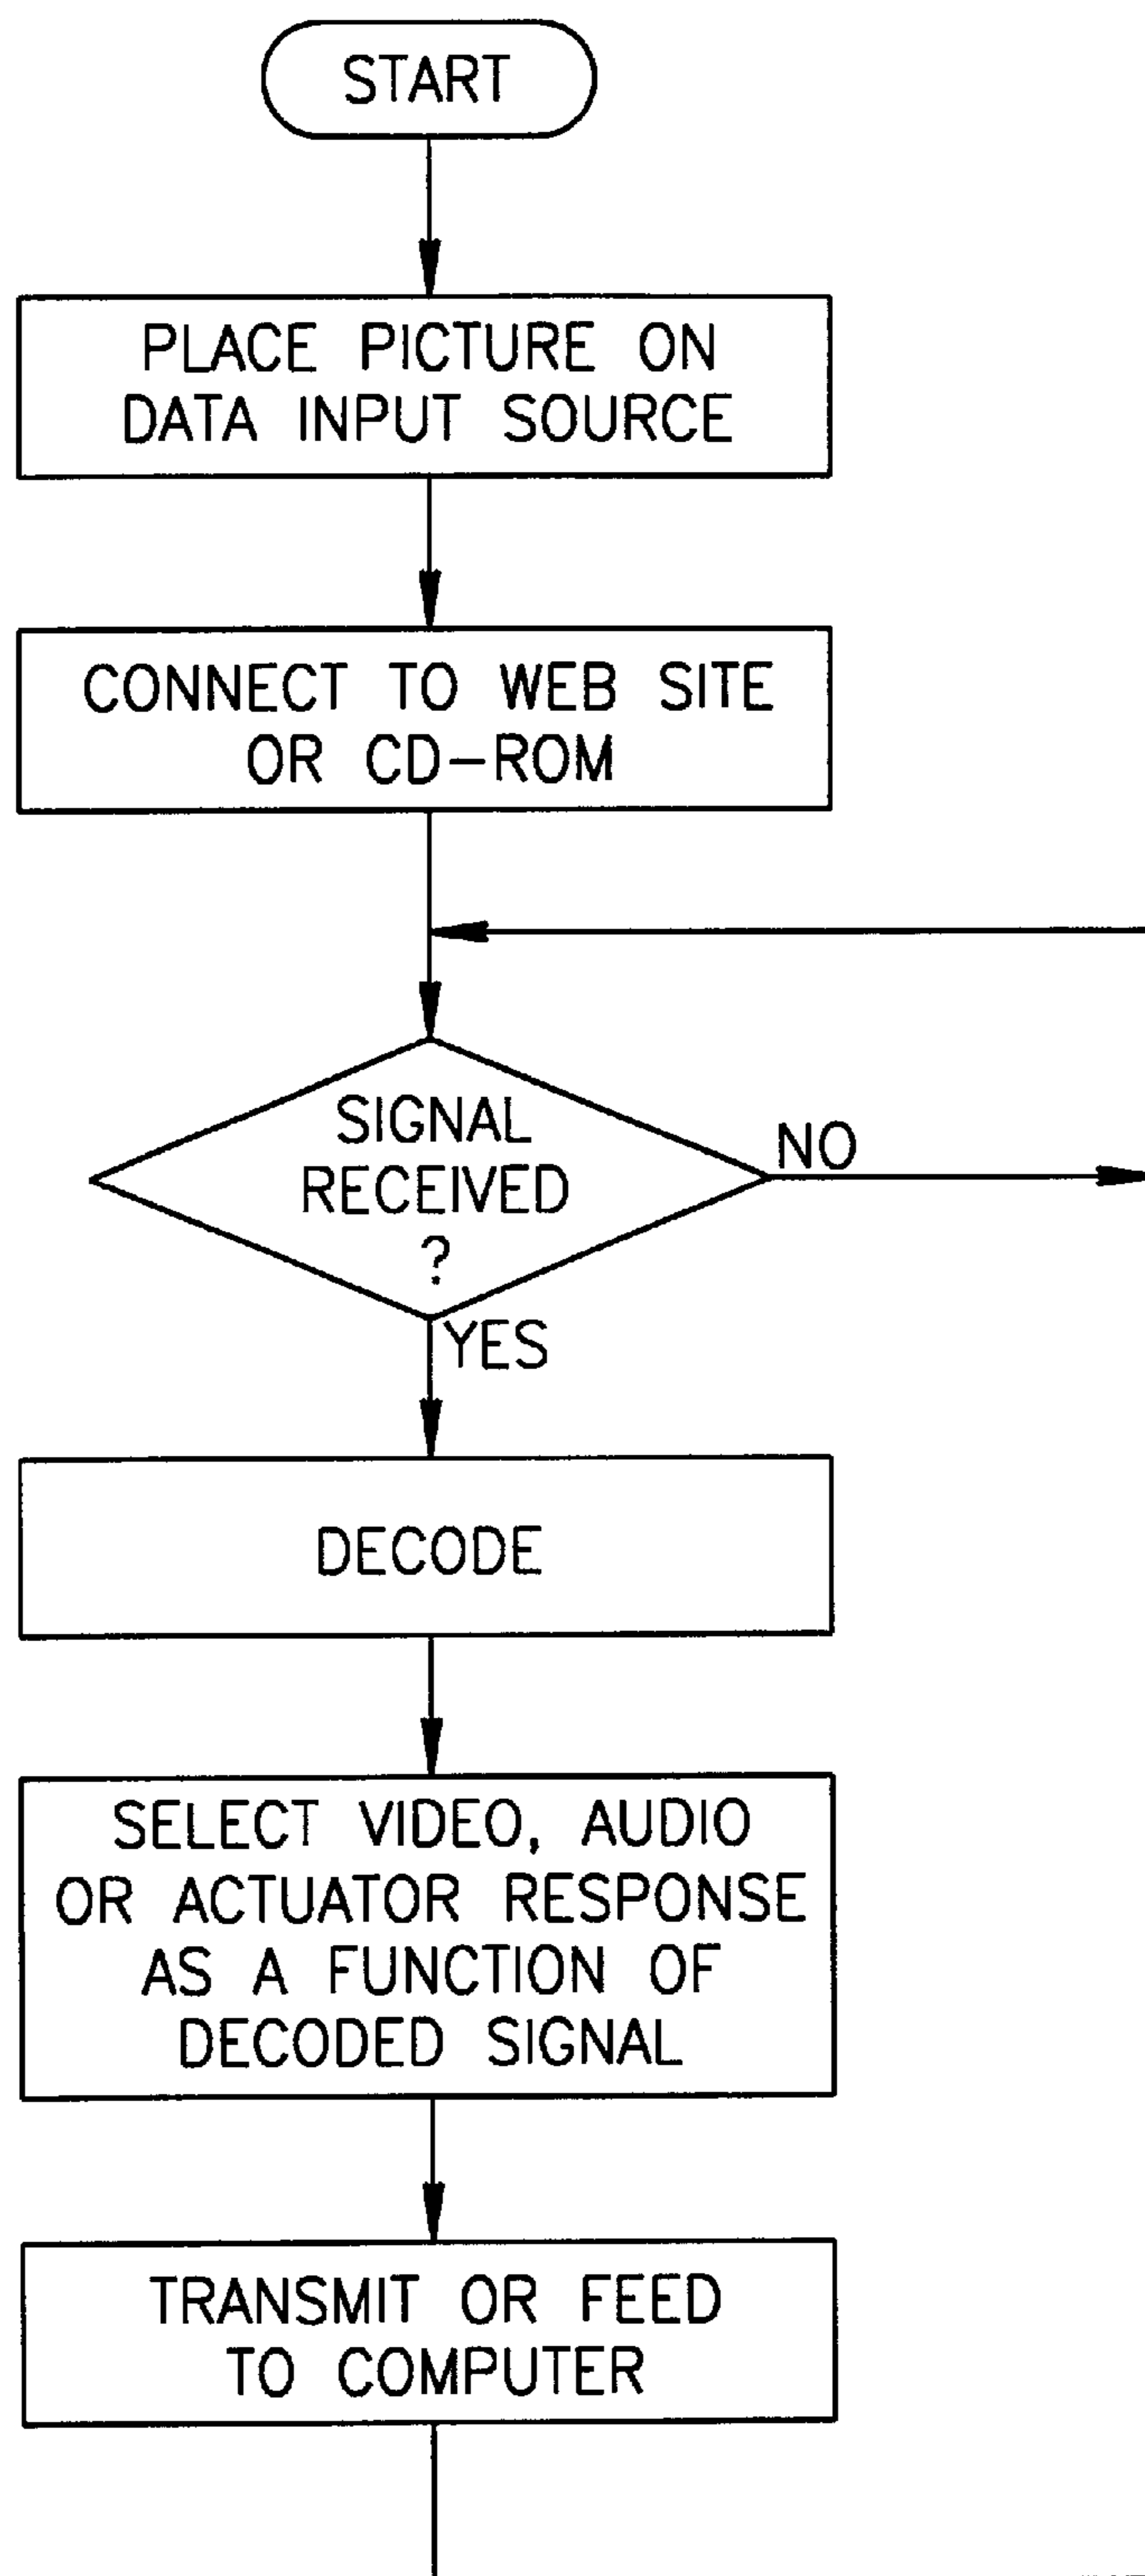 START
PLACE PICTURE ON
DATA INPUT SOURCE
CONNECT TO WEB SITE
OR CD-ROM
SIGNAL
RECEIVED
?
NO
YES
DECODE
SELECT VIDEO, AUDIO
OR ACTUATOR RESPONSE
AS A FUNCTION OF
DECODED SIGNAL
TRANSMIT OR FEED
TO COMPUTER